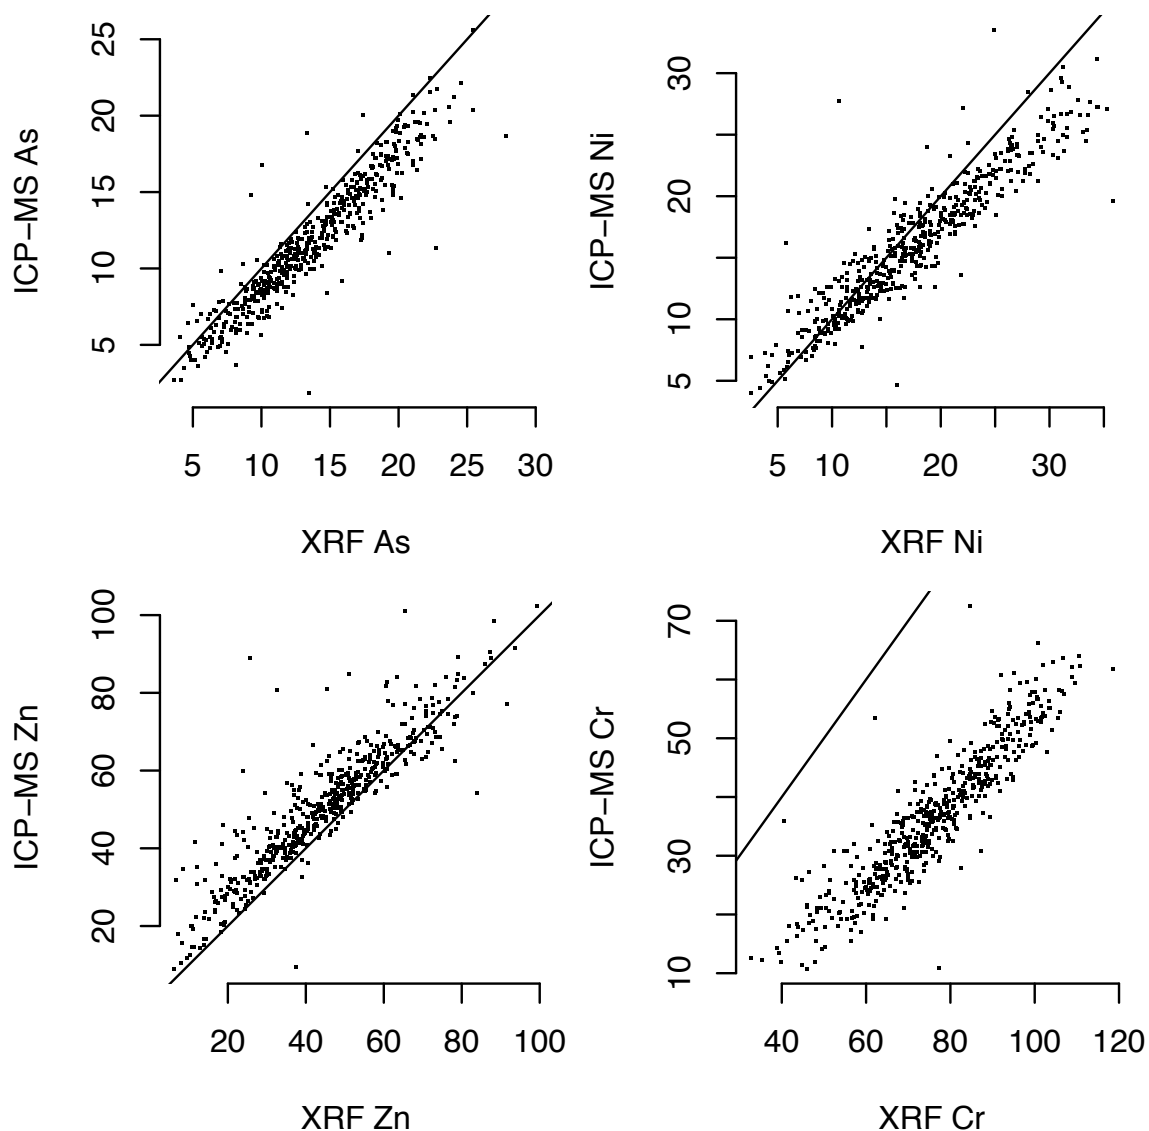 ICP−MS As
25
20
15
10
5
5 10 15 20 25 30
XRF As
ICP−MS Ni
30
20
10
5
5 10 20 30
XRF Ni
ICP−MS Zn
100
80
60
40
20
20 40 60 80 100
XRF Zn
ICP−MS Cr
70
50
30
10
40 60 80 100 120
XRF Cr